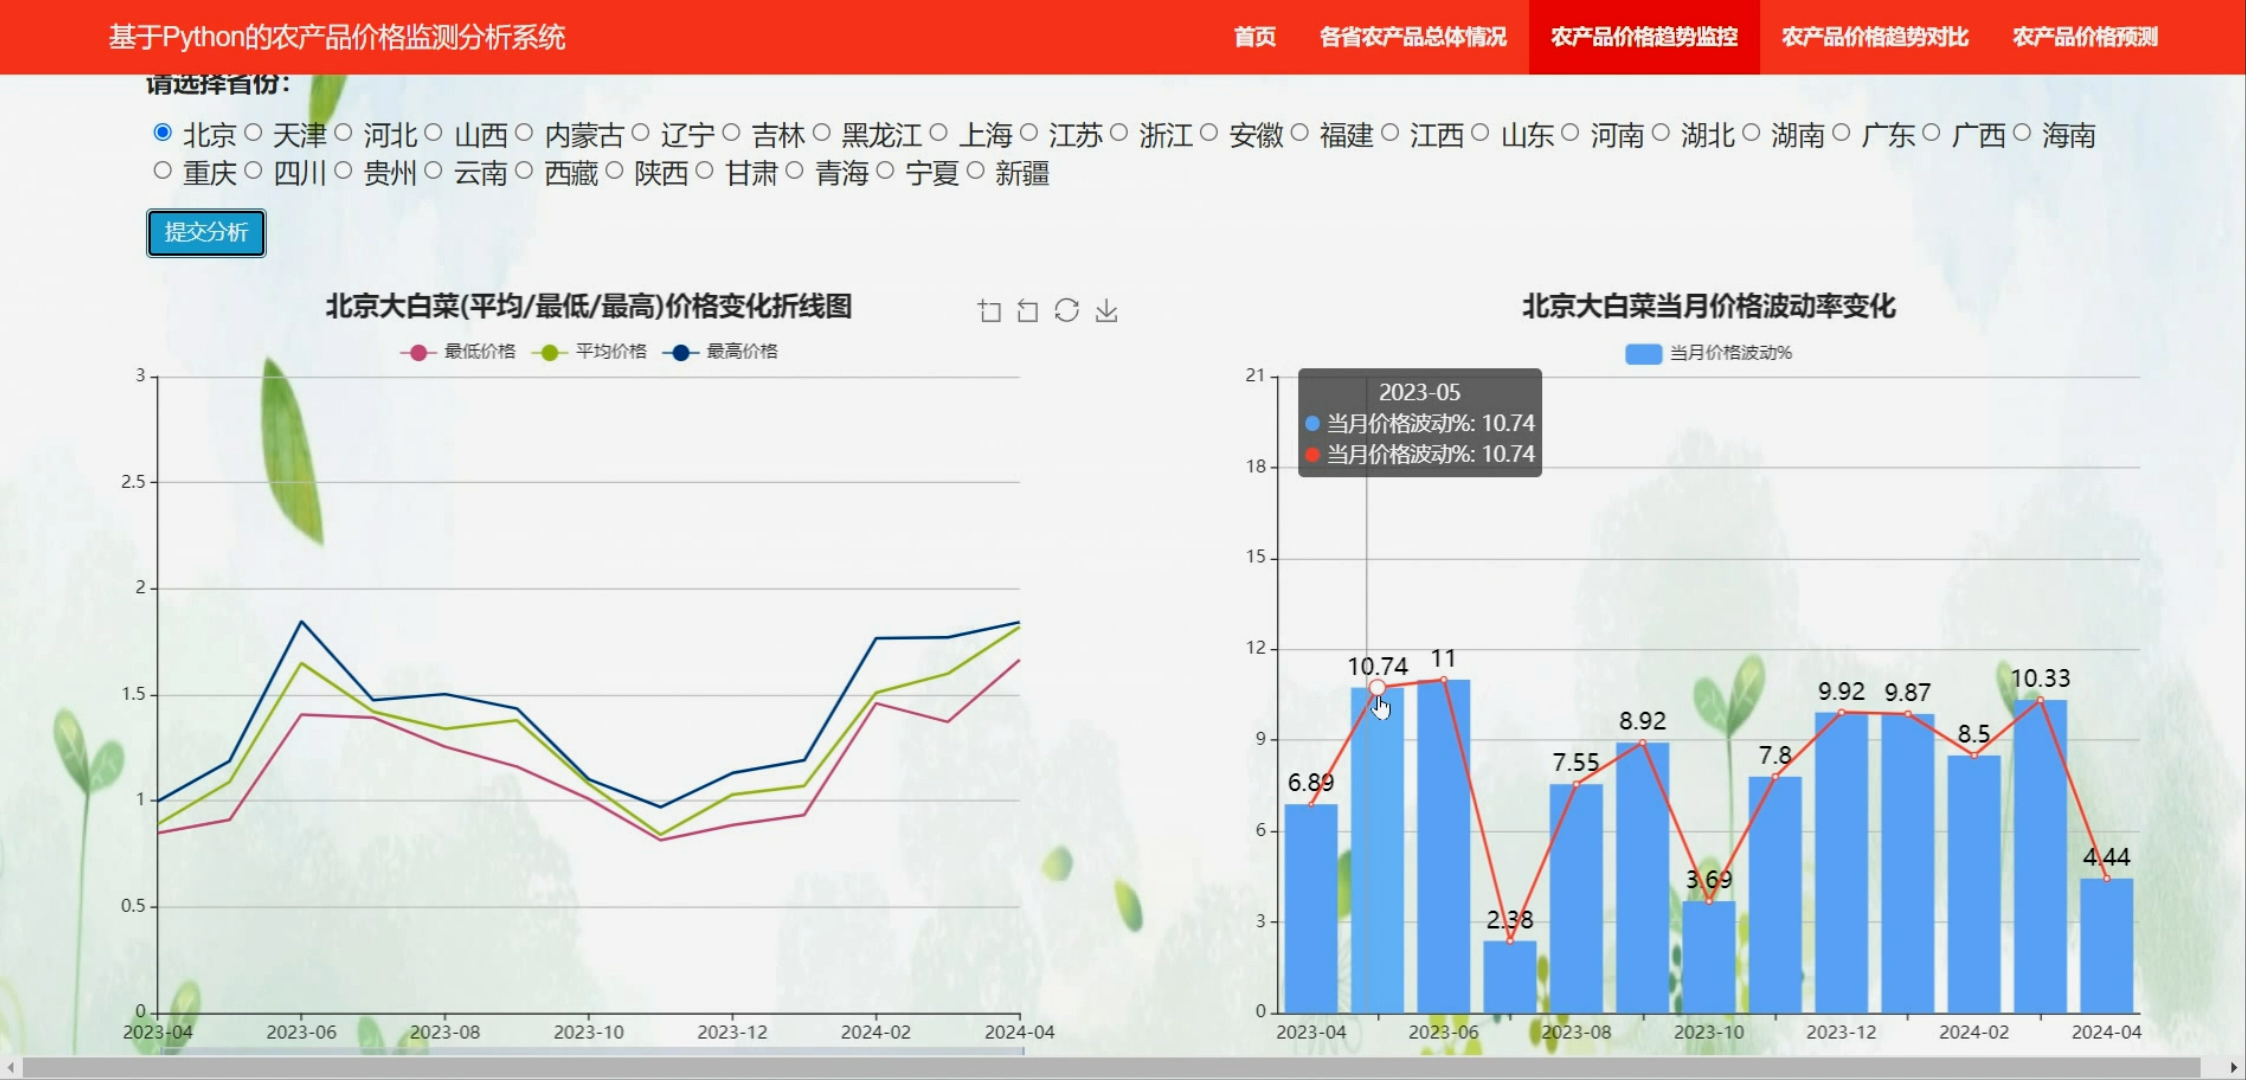 基于Python的农产品价格监测分析系统
首页 各省农产品总体情况 农产品价格趋势监控 农产品价格趋势对比 农产品价格预测
请选择省份：
北京 天津 河北 山西 内蒙古 辽宁 吉林 黑龙江 上海 江苏 浙江 安徽 福建 江西 山东 河南 湖北 湖南 广东 广西 海南
重庆 四川 贵州 云南 西藏 陕西 甘肃 青海 宁夏 新疆
提交分析
北京大白菜(平均/最低/最高)价格变化折线图
最低价格 平均价格 最高价格
3
2.5
2
1.5
1
0.5
0
2023-04 2023-06 2023-08 2023-10 2023-12 2024-02 2024-04
北京大白菜当月价格波动率变化
当月价格波动%
21
18
15
12
9
6
3
0
2023-05
当月价格波动%: 10.74
当月价格波动%: 10.74
6.89 10.74 11 2.38 7.55 8.92 3.69 7.8 9.92 9.87 8.5 10.33 4.44
2023-04 2023-06 2023-08 2023-10 2023-12 2024-02 2024-04